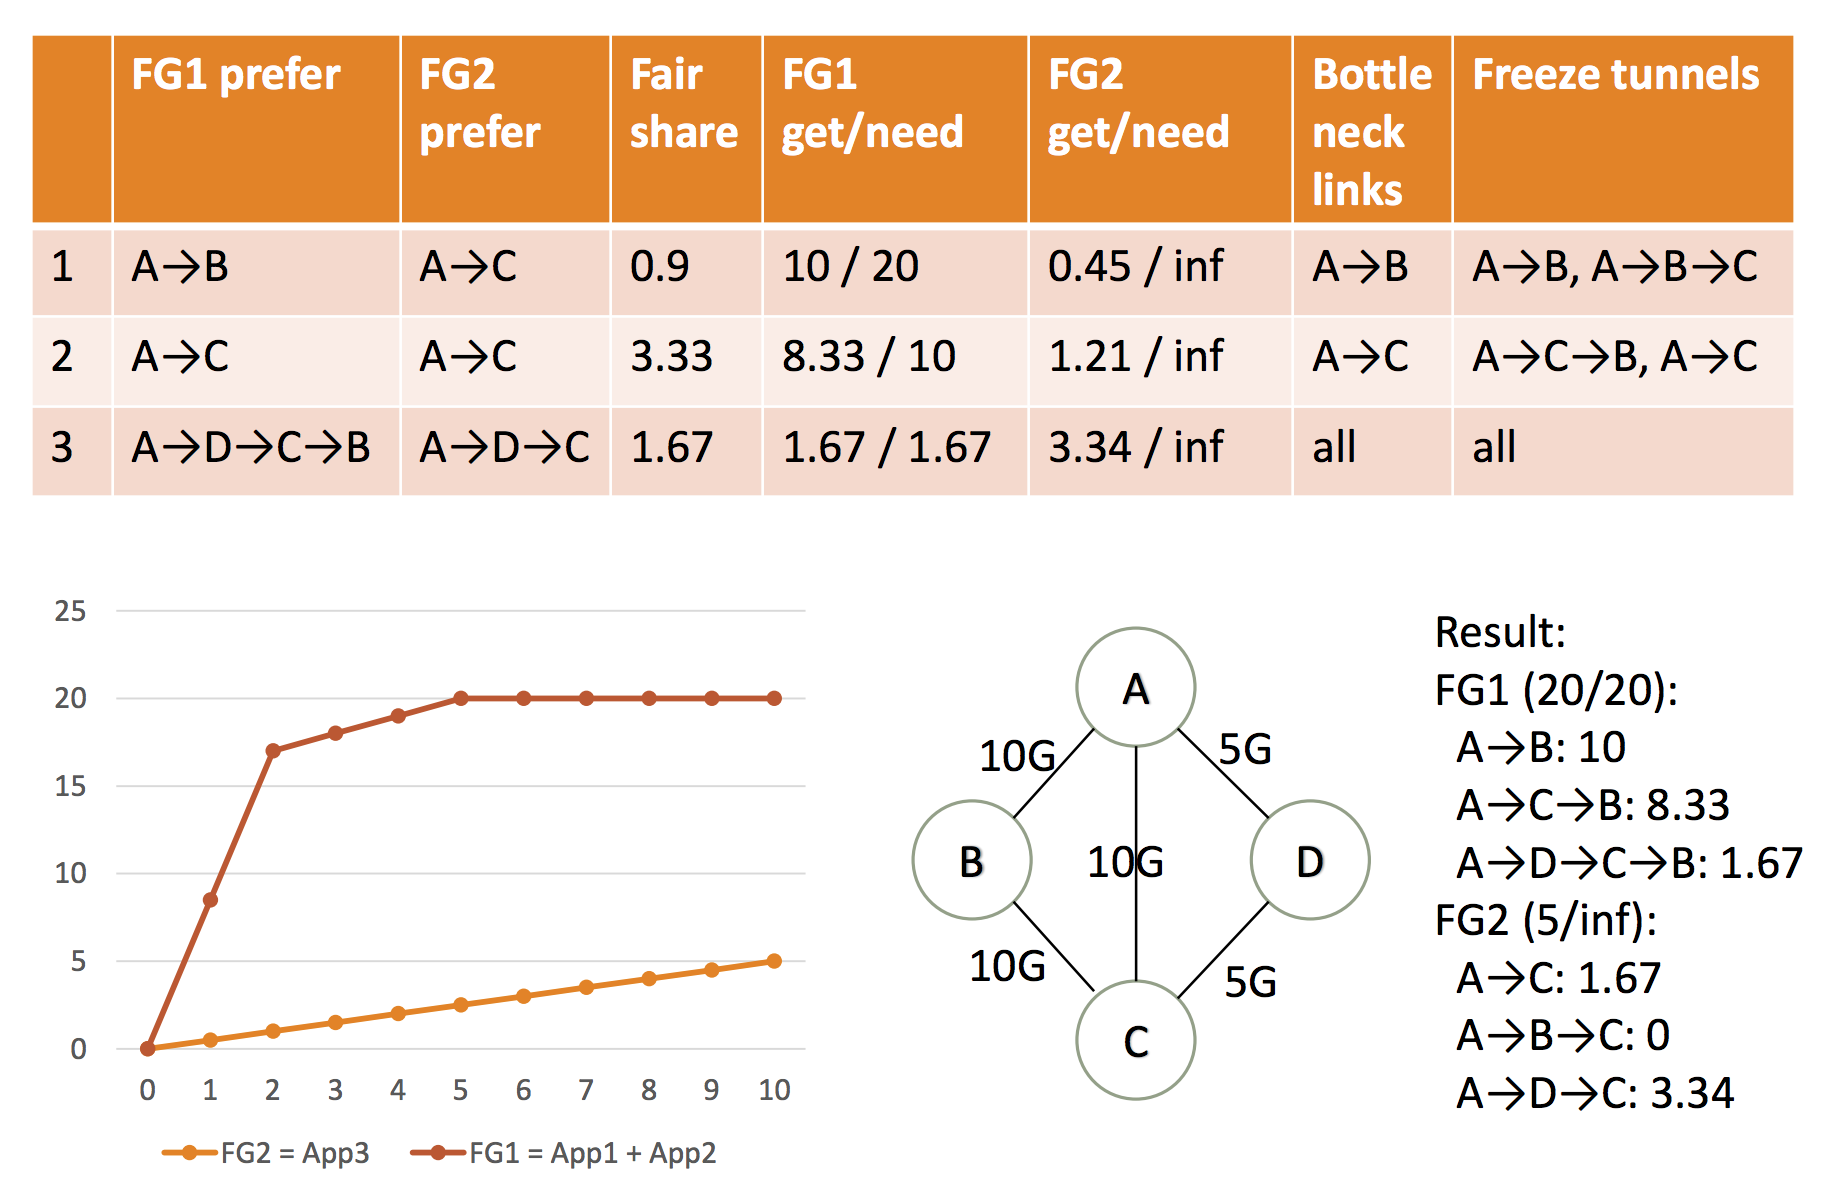 FG1 prefer
FG2 prefer
Fair share
FG1 get/need
FG2 get/need
Bottle neck links
Freeze tunnels
1 A→B A→C 0.9 10 / 20 0.45 / inf A→B A→B, A→B→C
2 A→C A→C 3.33 8.33 / 10 1.21 / inf A→C A→C→B, A→C
3 A→D→C→B A→D→C 1.67 1.67 / 1.67 3.34 / inf all all
25
20
15
10
5
0
0 1 2 3 4 5 6 7 8 9 10
FG2 = App3 FG1 = App1 + App2
A
10G 5G
B 10G D
10G 5G
C
Result:
FG1 (20/20):
A→B: 10
A→C→B: 8.33
A→D→C→B: 1.67
FG2 (5/inf):
A→C: 1.67
A→B→C: 0
A→D→C: 3.34